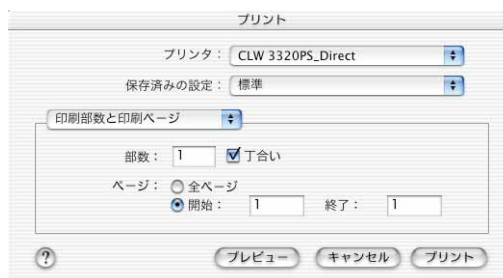 プリント
プリンタ： CLW 3320PS_Direct
保存済みの設定： 標準
印刷部数と印刷ページ
部数： 1 丁合い
ページ： 全ページ
開始： 1 終了： 1
? プレビュー キャンセル プリント